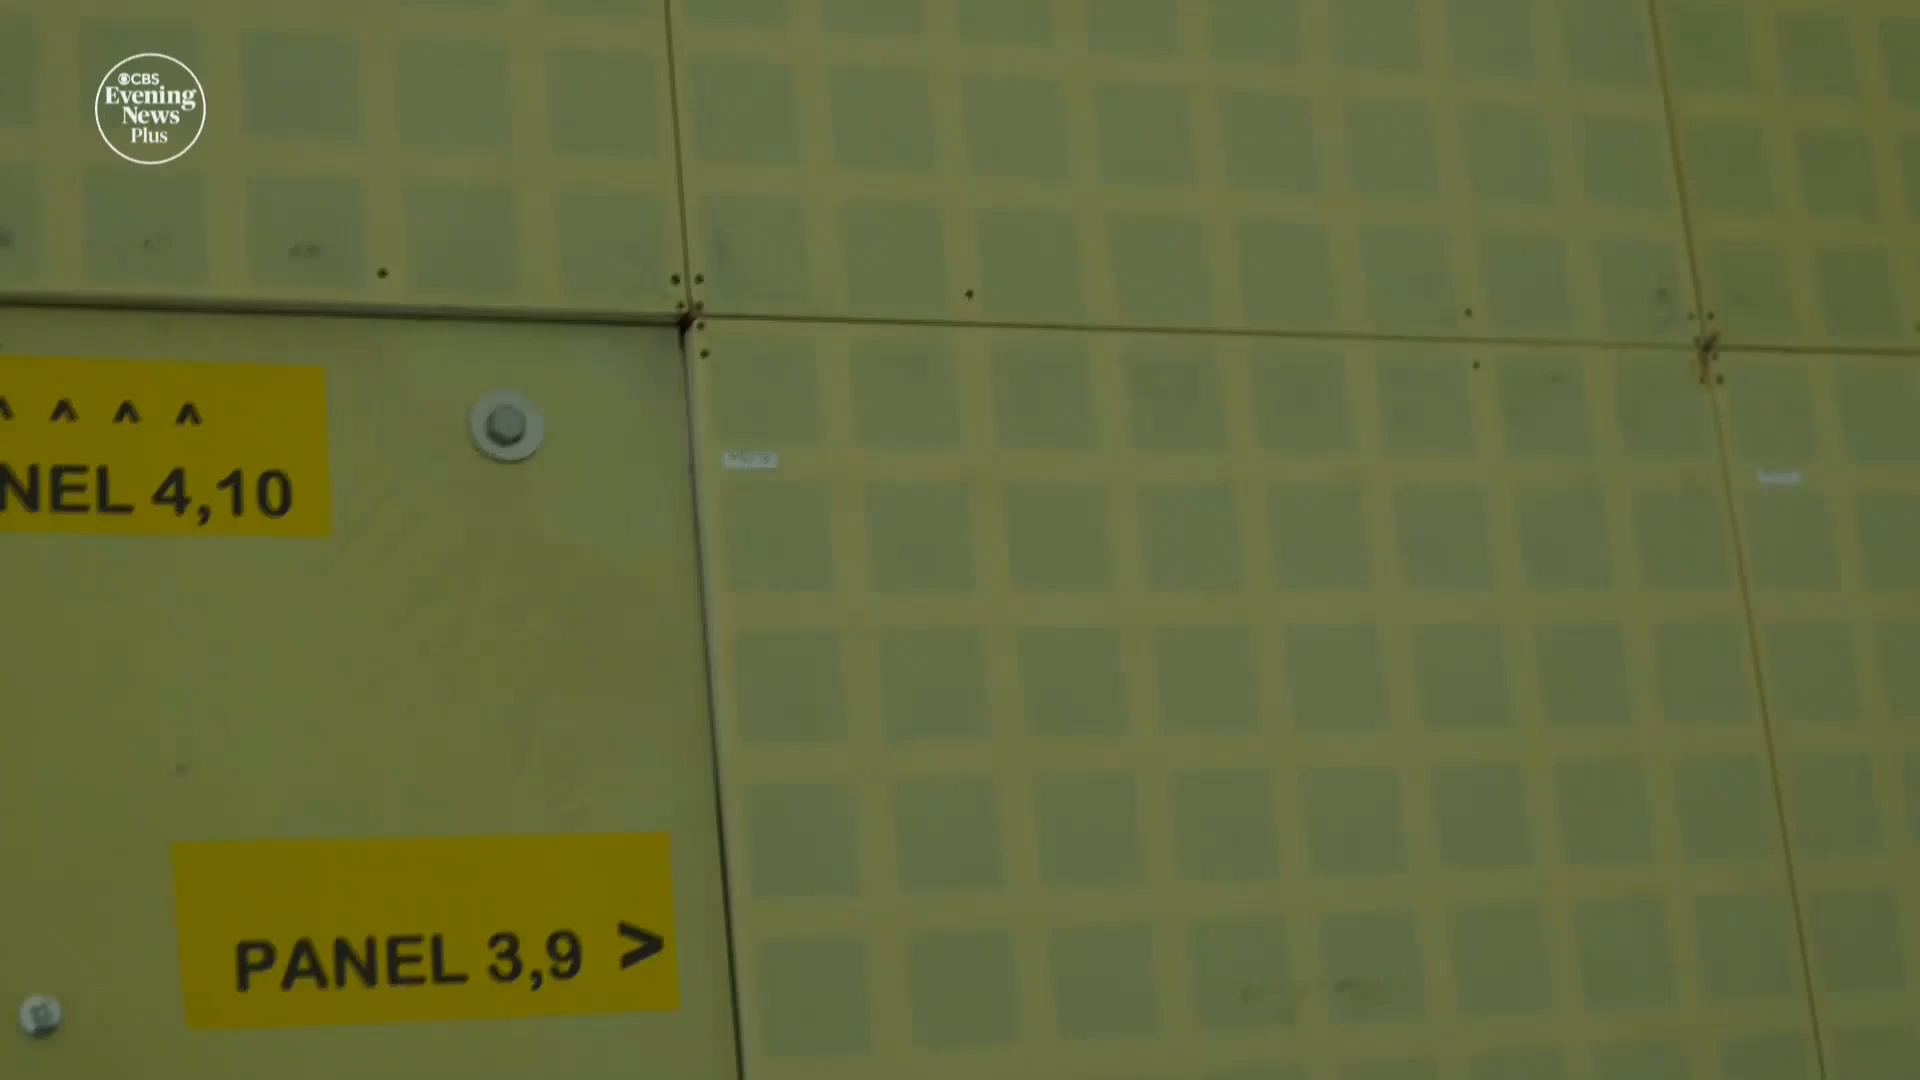 CBS
Evening
News
Plus
^ ^ ^ ^
NEL 4,10
PANEL 3,9 >